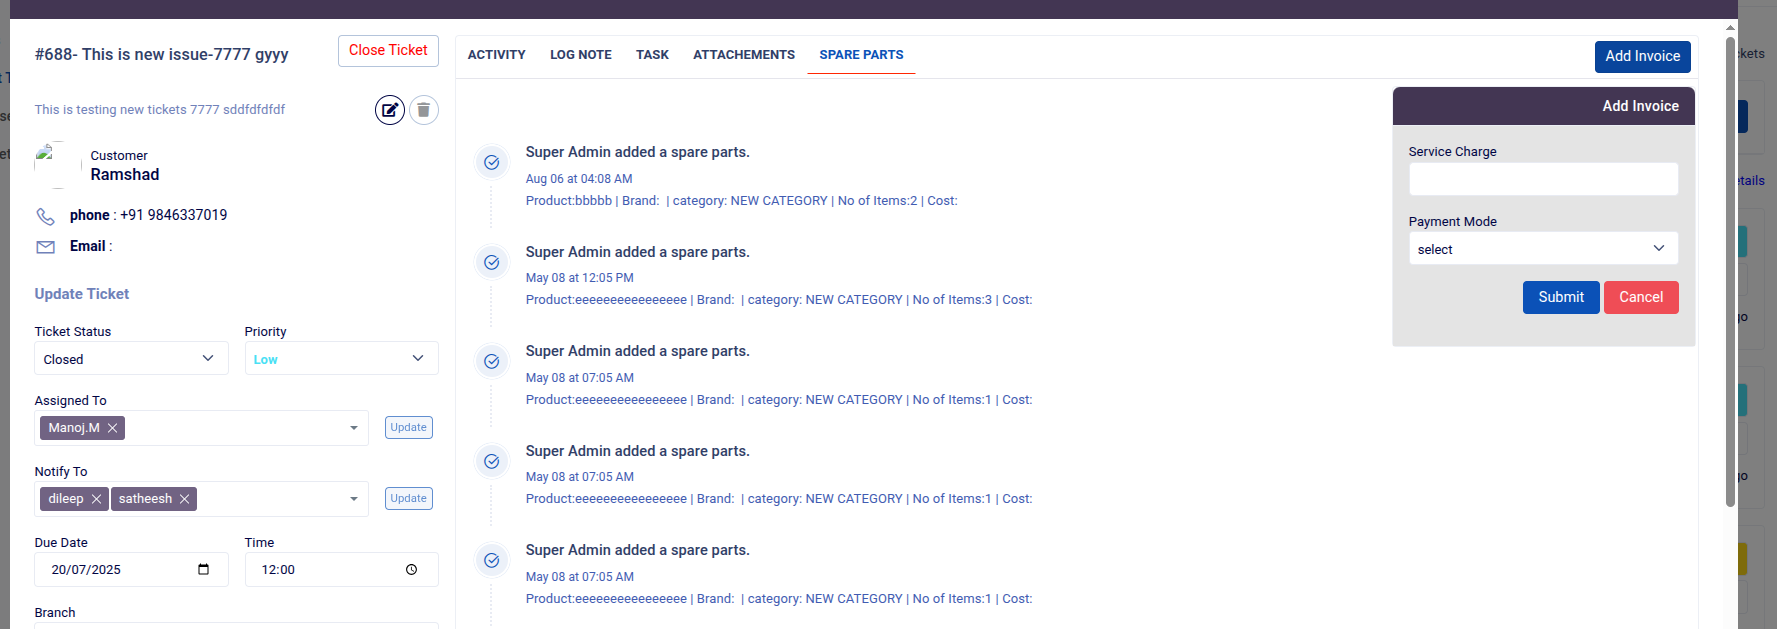 #688- This is new issue-7777 gyyy
Close Ticket
This is testing new tickets 7777 sddfdfdfdf
Customer
Ramshad
phone : +91 9846337019
Email :
Update Ticket
Ticket Status
Priority
Closed
Low
Assigned To
Manoj.M
Update
Notify To
dileep
satheesh
Update
Due Date
Time
20/07/2025
12:00
Branch
ACTIVITY
LOG NOTE
TASK
ATTACHEMENTS
SPARE PARTS
Add Invoice
Super Admin added a spare parts.
Aug 06 at 04:08 AM
Product:bbbbb | Brand: | category: NEW CATEGORY | No of Items:2 | Cost:
Super Admin added a spare parts.
May 08 at 12:05 PM
Product:eeeeeeeeeeeeeeeee | Brand: | category: NEW CATEGORY | No of Items:3 | Cost:
Super Admin added a spare parts.
May 08 at 07:05 AM
Product:eeeeeeeeeeeeeeeee | Brand: | category: NEW CATEGORY | No of Items:1 | Cost:
Super Admin added a spare parts.
May 08 at 07:05 AM
Product:eeeeeeeeeeeeeeeee | Brand: | category: NEW CATEGORY | No of Items:1 | Cost:
Super Admin added a spare parts.
May 08 at 07:05 AM
Product:eeeeeeeeeeeeeeeee | Brand: | category: NEW CATEGORY | No of Items:1 | Cost:
Add Invoice
Service Charge
Payment Mode
select
Submit
Cancel